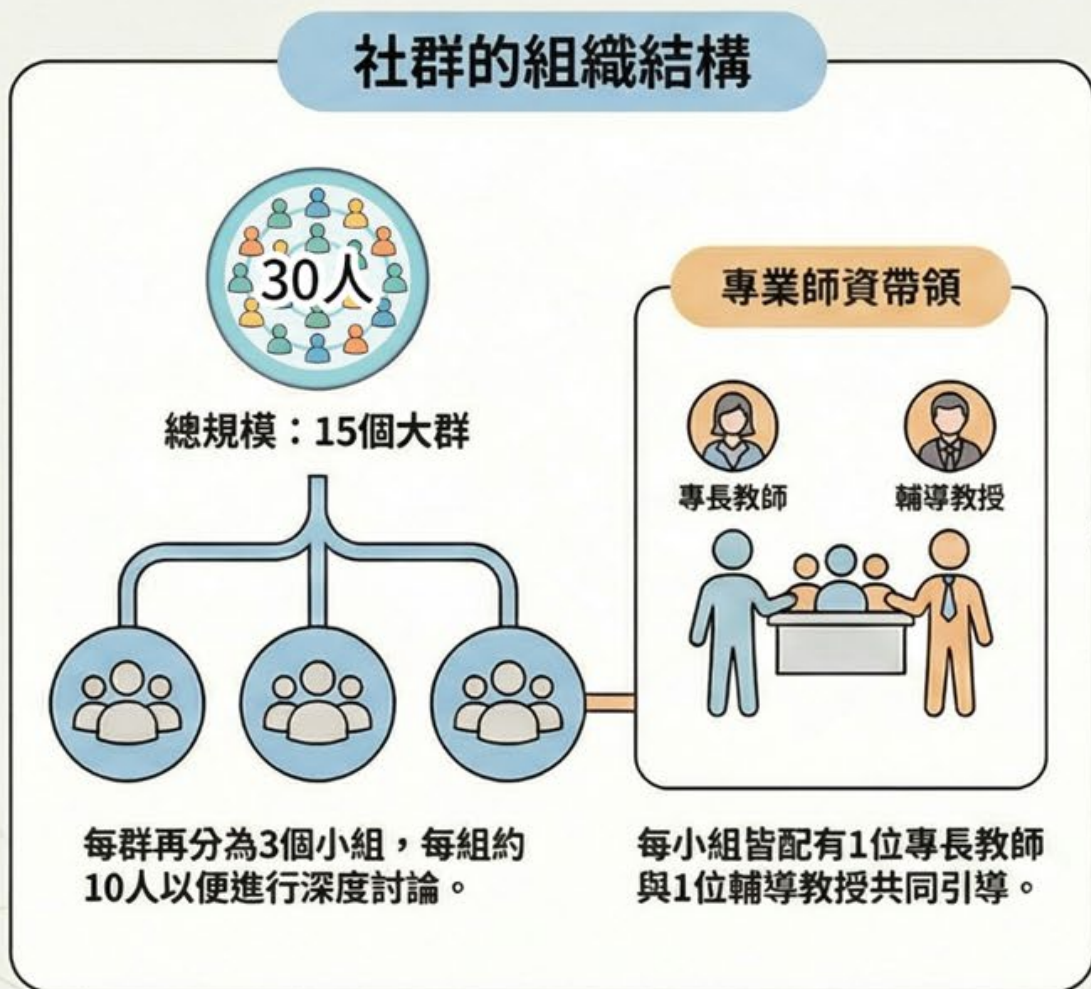 社群的組織結構
30人
總規模：15個大群
專業師資帶領
專長教師
輔導教授
每群再分為3個小組，每組約
10人以便進行深度討論。
每小組皆配有1位專長教師
與1位輔導教授共同引導。